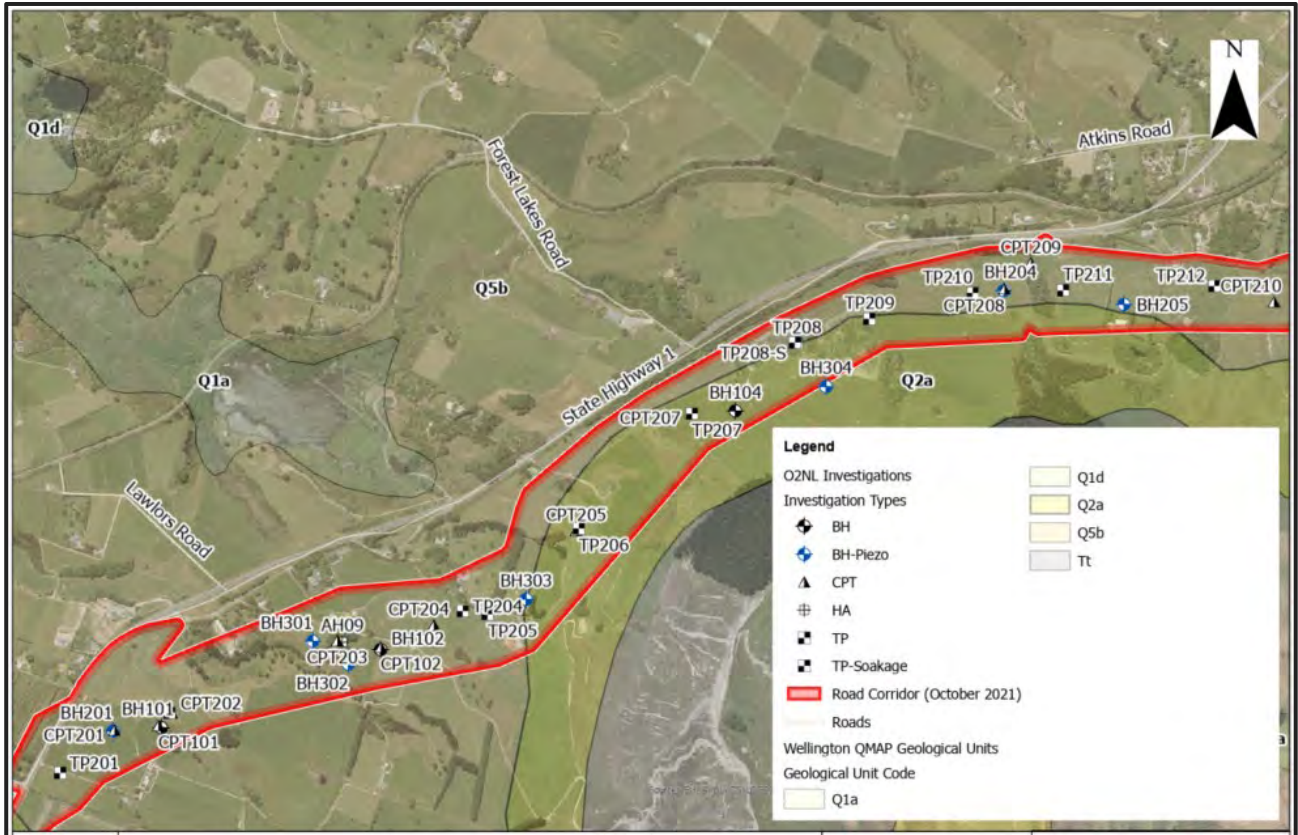 N
Q1d
Atkins Road
Forest Lakes Road
CPT209
Q5b
TP210
BH204
TP211
TP212
CPT210
CPT208
BH205
TP209
TP208
TP208-S
State Highway 1
BH304
Q1a
Q2a
BH104
CPT207
TP207
Lawlors Road
CPT205
TP206
BH303
CPT204
TP204
TP205
BH301
AH09
BH102
CPT203
CPT102
BH302
BH201
BH101
CPT202
CPT201
CPT101
TP201
a
Legend
O2NL Investigations
Investigation Types
BH
BH-Piezo
CPT
HA
TP
TP-Soakage
Road Corridor (October 2021)
Roads
Wellington QMAP Geological Units
Geological Unit Code
Q1a
Q1d
Q2a
Q5b
Tt